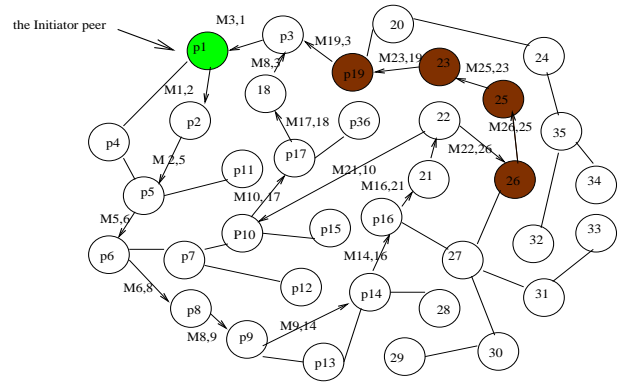 the Initiator peer
M3,1
p1
p3
M19,3
20
24
M8,3
p19
M23,19
23
M25,23
25
M1,2
18
M26,25
p2
M17,18
p36
22
35
p4
M22,26
M 2,5
p17
p11
M21,10
M16,21
21
26
34
p5
M10, 17
M5,6
p16
P10
p15
33
32
p6
p7
M14,16
27
M6,8
p12
p14
31
p8
28
M9,14
M8,9
p9
p13
29
30